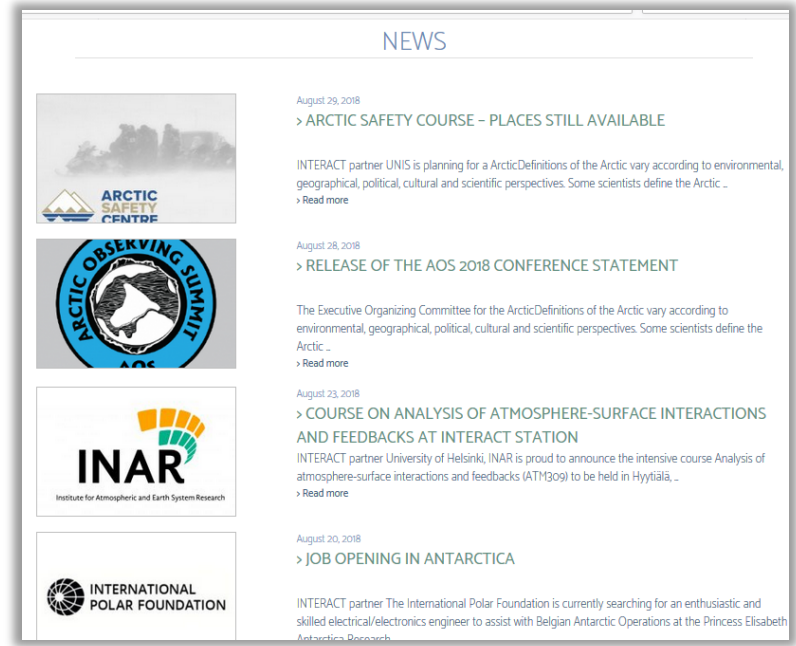 NEWS
ARCTIC
SAFETY
CENTRE
August 29, 2018
> ARCTIC SAFETY COURSE – PLACES STILL AVAILABLE
INTERACT partner UNIS is planning for a ArcticDefinitions of the Arctic vary according to environmental,
geographical, political, cultural and scientific perspectives. Some scientists define the Arctic ...
> Read more
ARCTIC OBSERVING SUMMIT
AOS
August 28, 2018
> RELEASE OF THE AOS 2018 CONFERENCE STATEMENT
The Executive Organizing Committee for the ArcticDefinitions of the Arctic vary according to
environmental, geographical, political, cultural and scientific perspectives. Some scientists define the
Arctic ...
> Read more
INAR
Institute for Atmospheric and Earth System Research
August 23, 2018
> COURSE ON ANALYSIS OF ATMOSPHERE-SURFACE INTERACTIONS
AND FEEDBACKS AT INTERACT STATION
INTERACT partner University of Helsinki, INAR is proud to announce the intensive course Analysis of
atmosphere-surface interactions and feedbacks (ATM309) to be held in Hyytiälä, ...
> Read more
INTERNATIONAL
POLAR FOUNDATION
August 20, 2018
> JOB OPENING IN ANTARCTICA
INTERACT partner The International Polar Foundation is currently searching for an enthusiastic and
skilled electrical/electronics engineer to assist with Belgian Antarctic Operations at the Princess Elisabeth
Antarctica Research